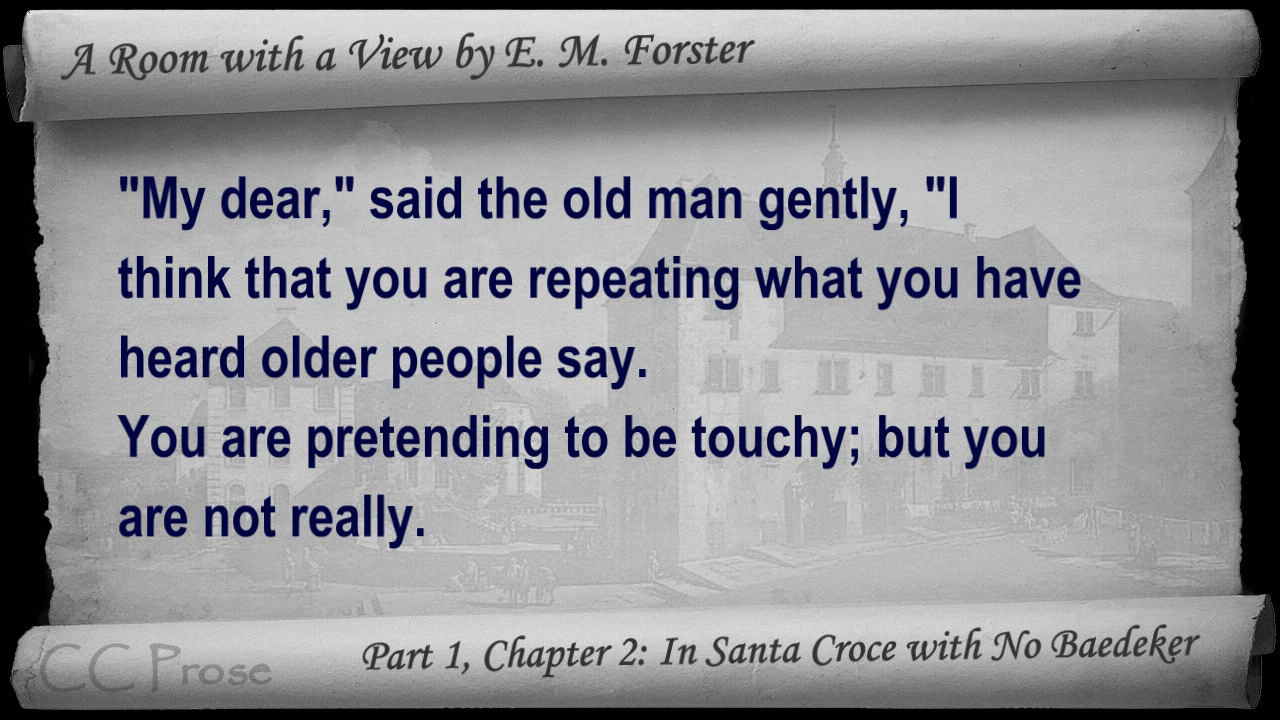 A Room with a View by E. M. Forster
"My dear," said the old man gently, "I
think that you are repeating what you have
heard older people say.
You are pretending to be touchy; but you
are not really.
Part 1, Chapter 2: In Santa Croce with No Baedeker
CC Prose